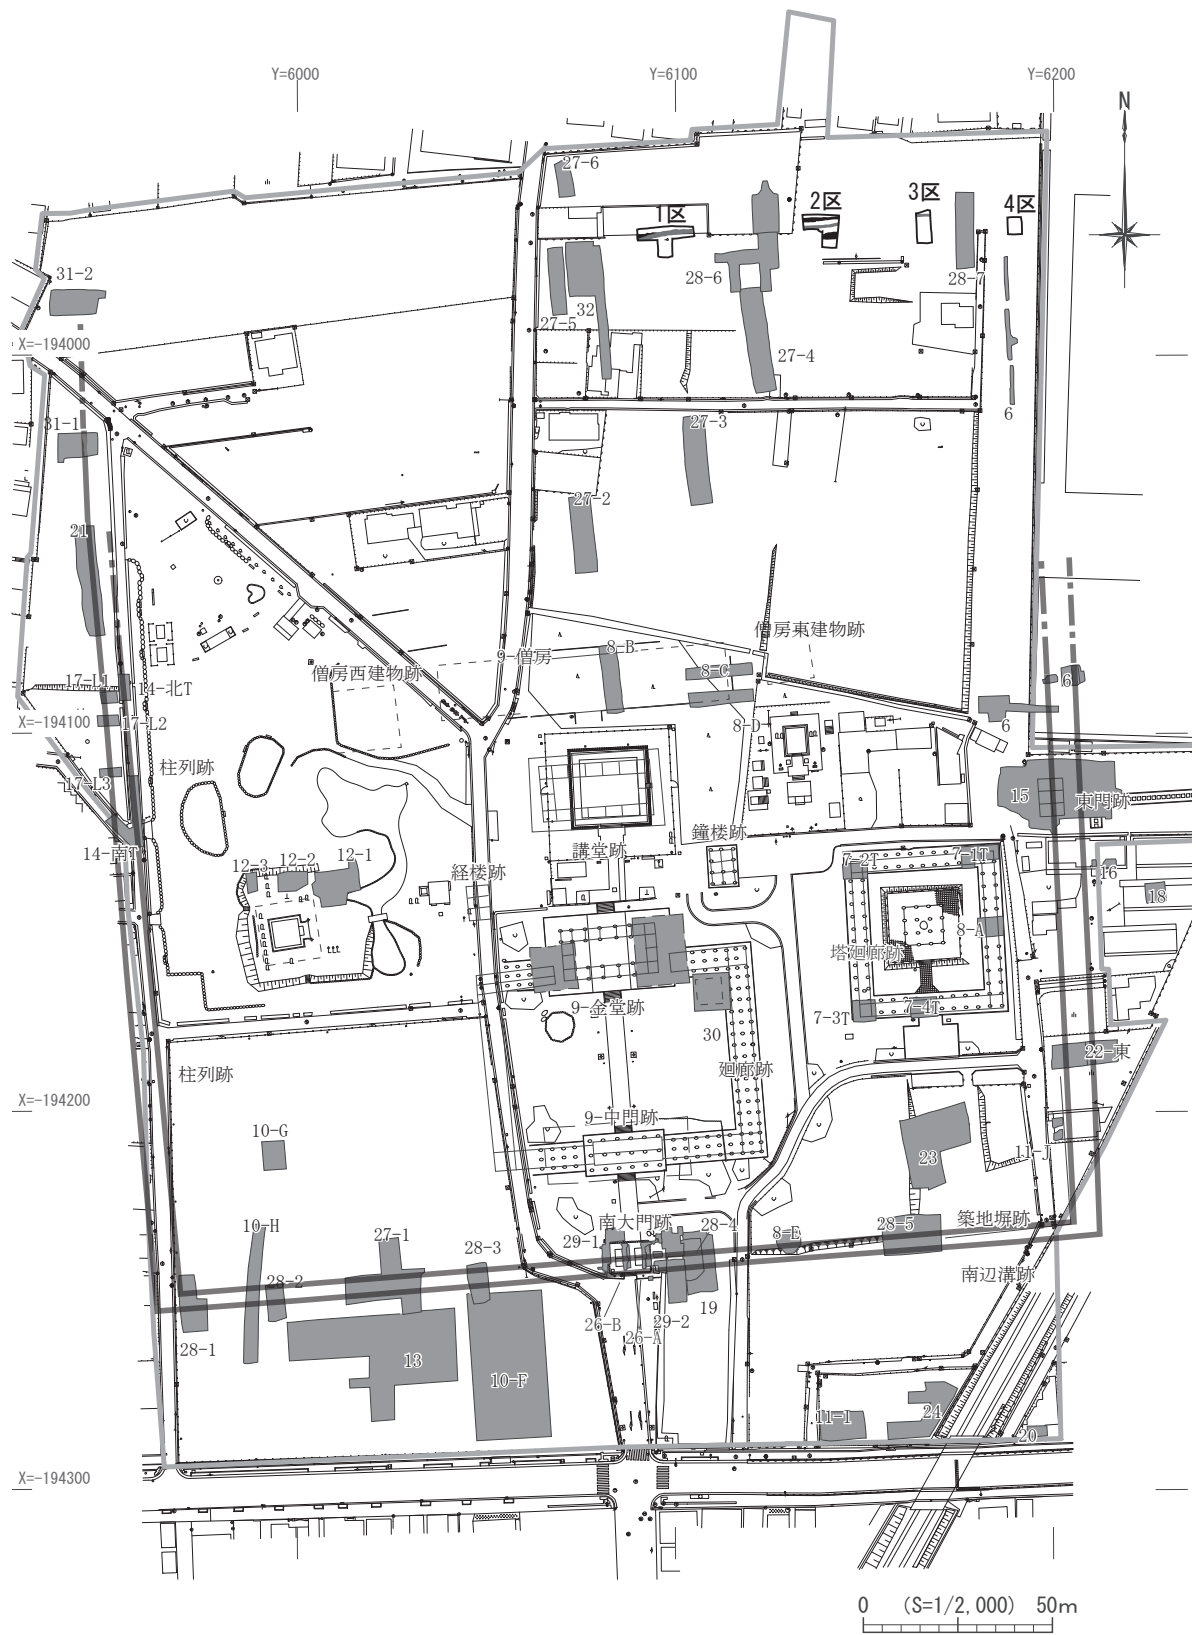 Y=6000
Y=6100
Y=6200
N
27-6
1区
2区
3区
4区
31-2
28-6
28-7
27-5
32
X=-194000
27-4
31-1
27-3
6
27-2
21
8-B
僧房東建物跡
9-僧房
僧房西建物跡
8-C
6
17-L1
14-北T
X=-194100
17-L2
8-D
6
柱列跡
17-L3
15
東門跡
鐘楼跡
14-南T
講堂跡
12-3
12-2
12-1
経楼跡
7-2T
7-1T
16
18
8-A
塔廻廊跡
9-金堂跡
7-3T
7-4T
30
22-東
廻廊跡
柱列跡
X=-194200
9-中門跡
10-G
23
11-J
10-H
27-1
南大門跡
28-4
28-5
築地塀跡
29-1
8-E
28-3
28-2
南辺溝跡
19
28-1
26-B
26-A
29-2
13
10-F
11-I
24
20
X=-194300
0 (S=1/2,000) 50m